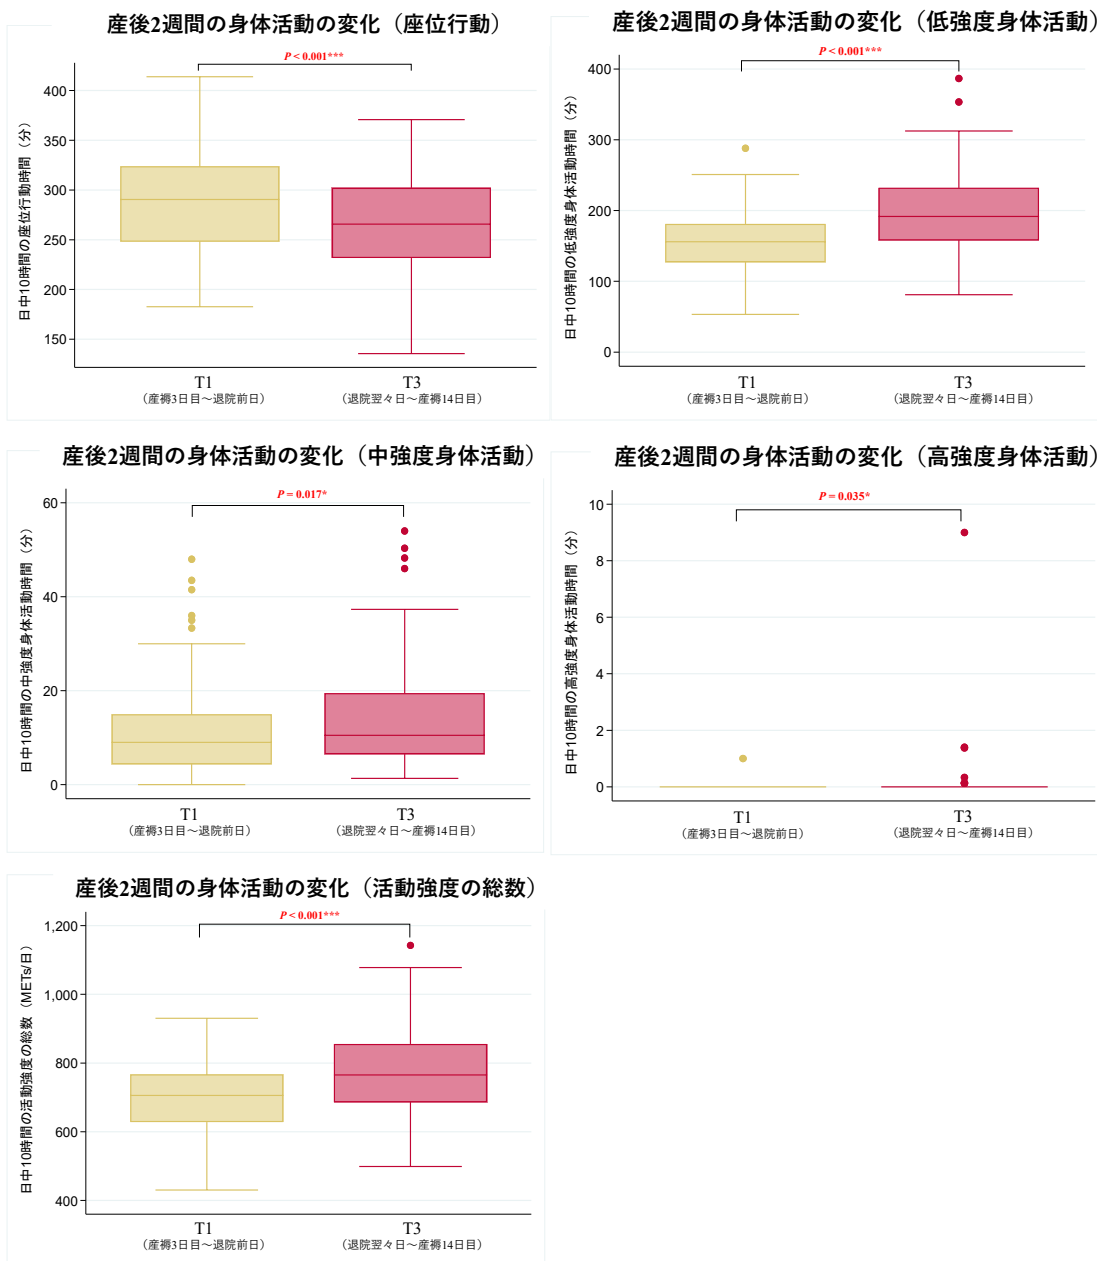 産後2週間の身体活動の変化（座位行動）
P < 0.001***
日中10時間の座位行動時間（分）
400
350
300
250
200
150
T1
（産褥3日目～退院前日）
T3
（退院翌々日～産褥14日目）
産後2週間の身体活動の変化（低強度身体活動）
P < 0.001***
日中10時間の低強度身体活動時間（分）
400
300
200
100
0
T1
（産褥3日目～退院前日）
T3
（退院翌々日～産褥14日目）
産後2週間の身体活動の変化（中強度身体活動）
P = 0.017*
日中10時間の中強度身体活動時間（分）
60
40
20
0
T1
（産褥3日目～退院前日）
T3
（退院翌々日～産褥14日目）
産後2週間の身体活動の変化（高強度身体活動）
P = 0.035*
日中10時間の高強度身体活動時間（分）
10
8
6
4
2
0
T1
（産褥3日目～退院前日）
T3
（退院翌々日～産褥14日目）
産後2週間の身体活動の変化（活動強度の総数）
P < 0.001***
日中10時間の活動強度の総数（METs/日）
1,200
1,000
800
600
400
T1
（産褥3日目～退院前日）
T3
（退院翌々日～産褥14日目）